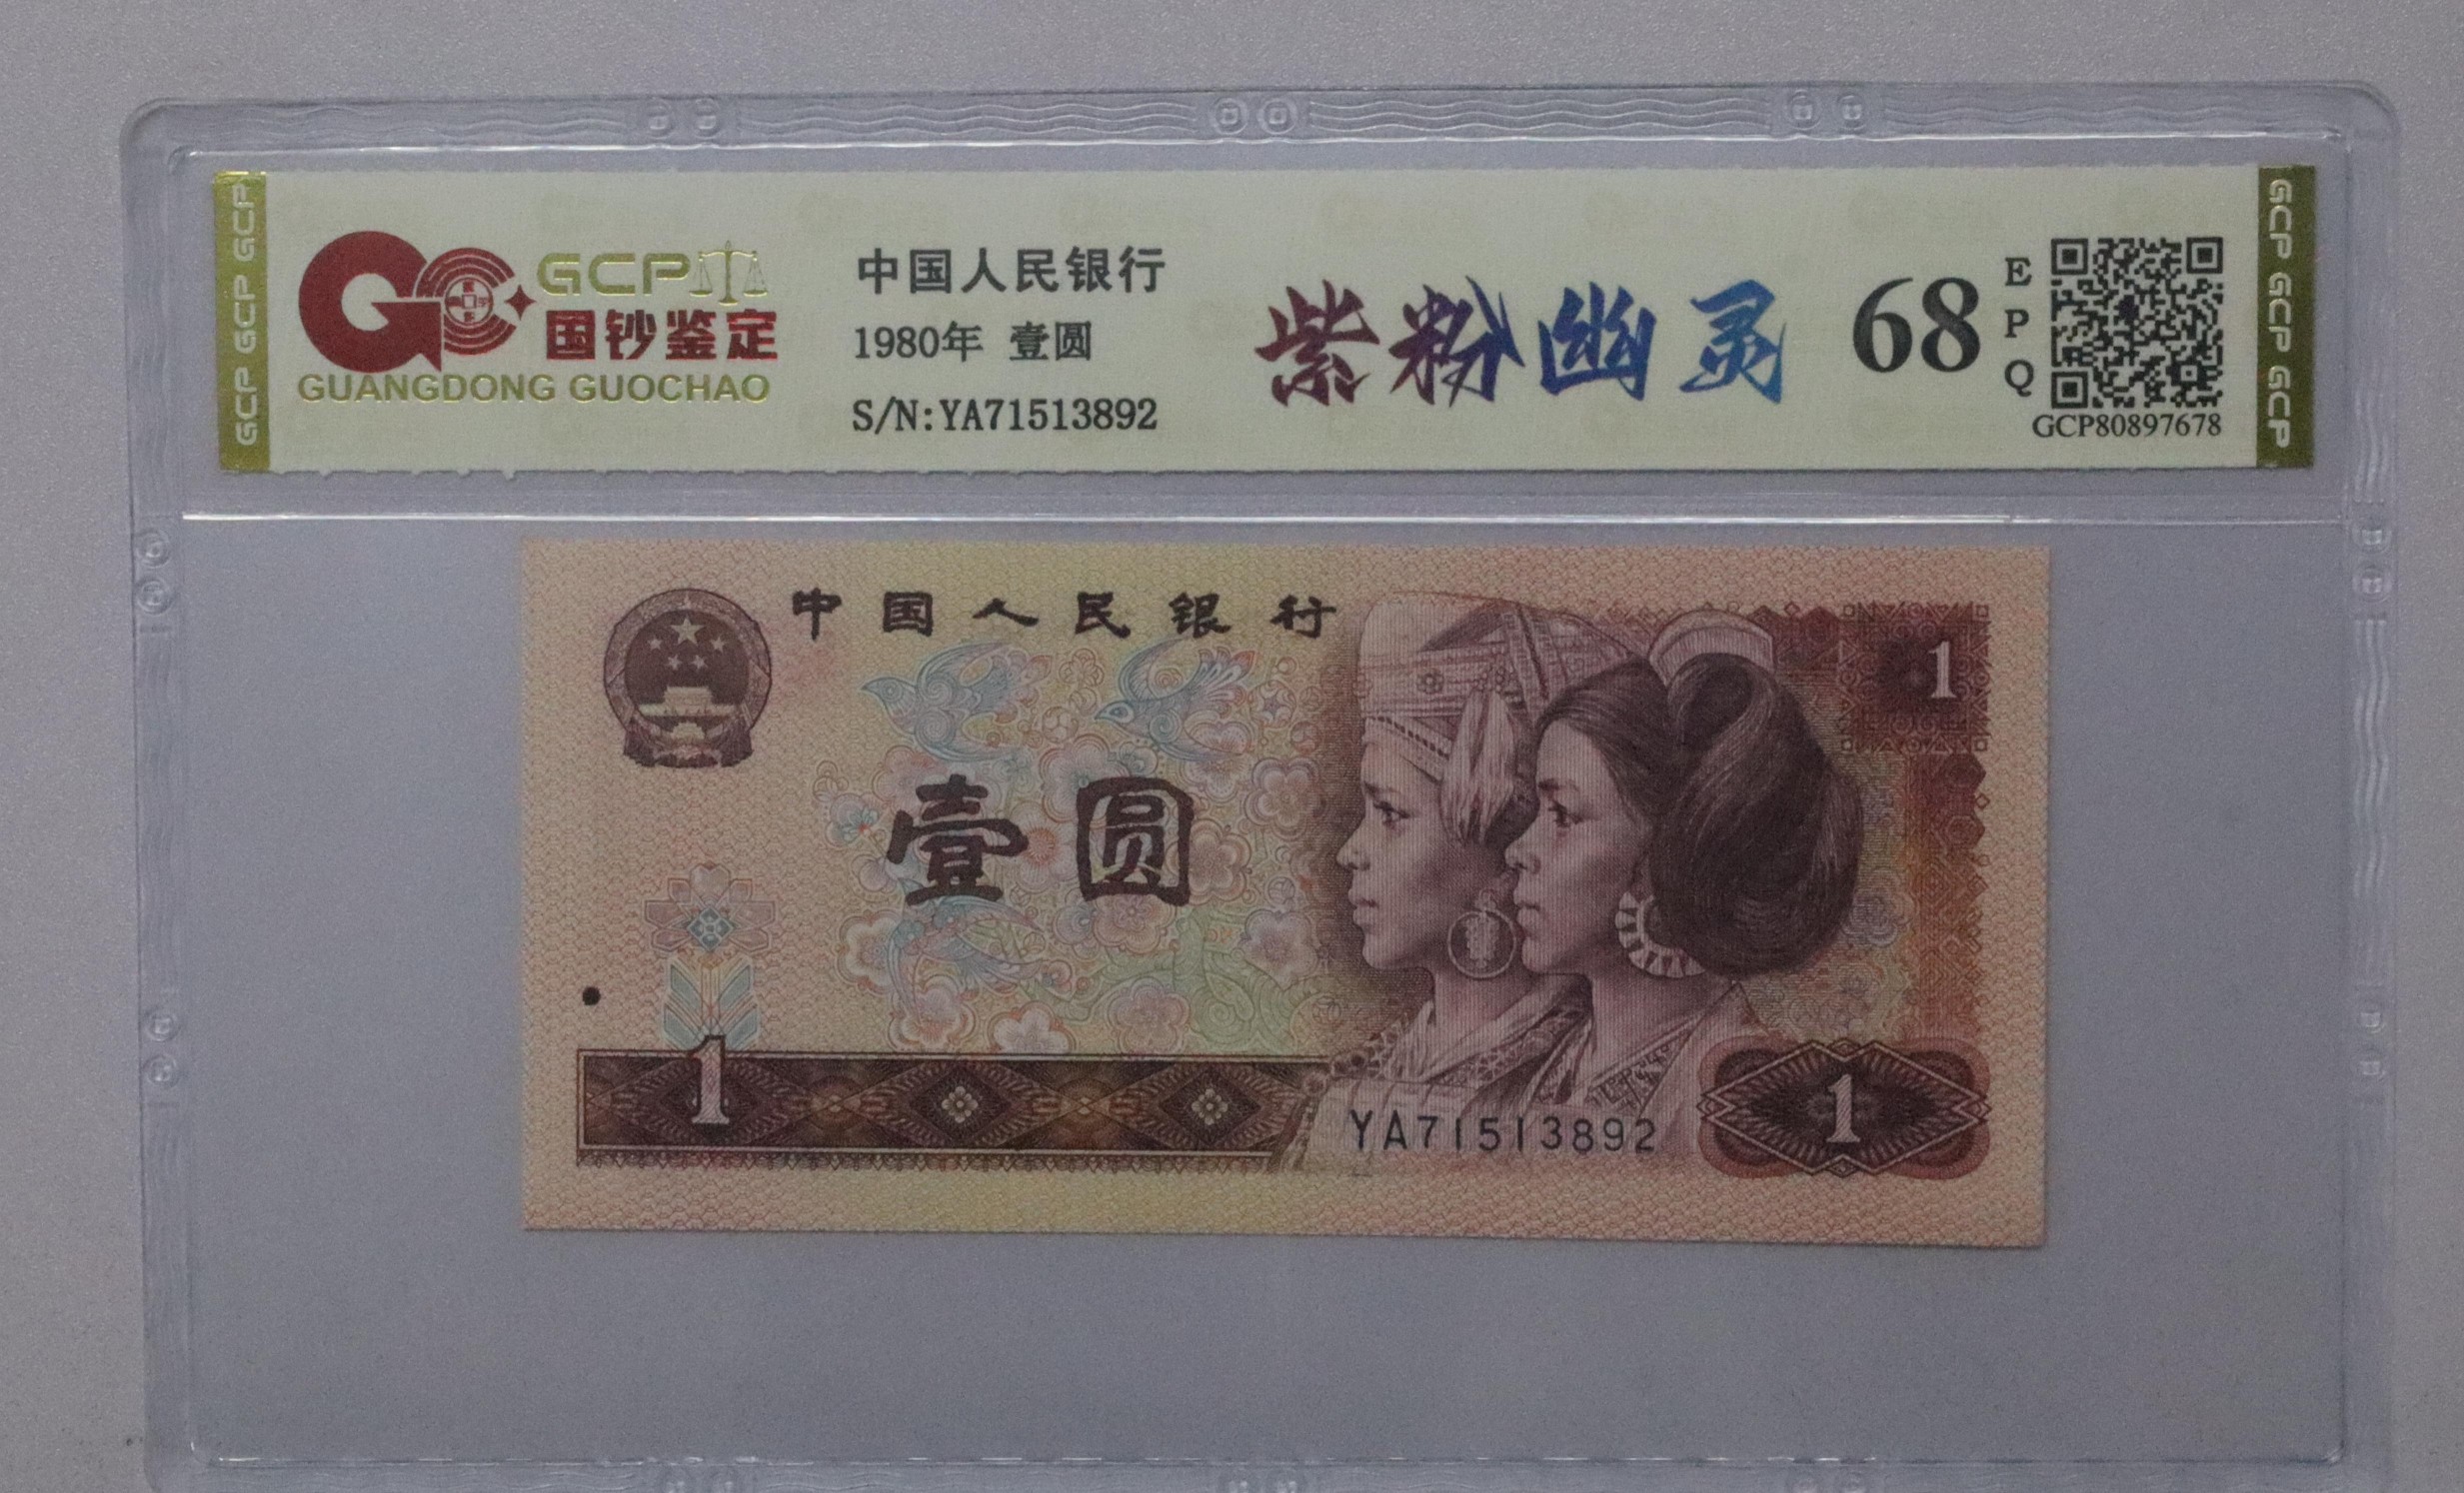 GCP GCP GCP
GCP
国钞鉴定
GUANGDONG GUOCHAO
中国人民银行
1980年 壹圆
S/N:YA71513892
紫粉幽灵
68
EPQ
GCP80897678
GCP GCP GCP
中国人民银行
1
壹圆
1
YA71513892
1